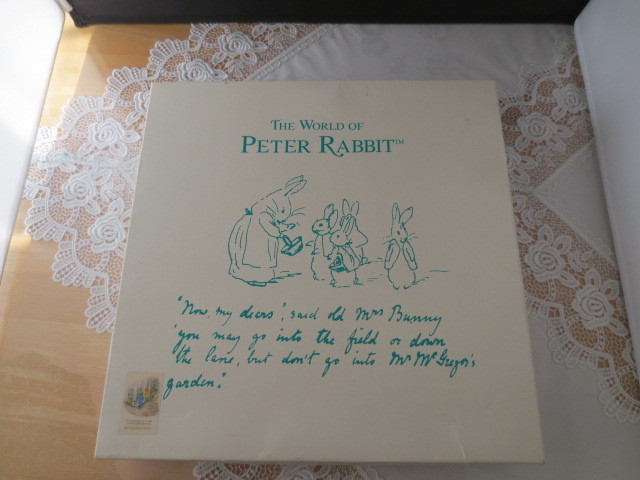 THE WORLD OF
PETER RABBIT™
"Now, my dears", said old Mrs Bunny
'you may go into the field or down
the lane, but don't go into Mr McGregor's
garden."